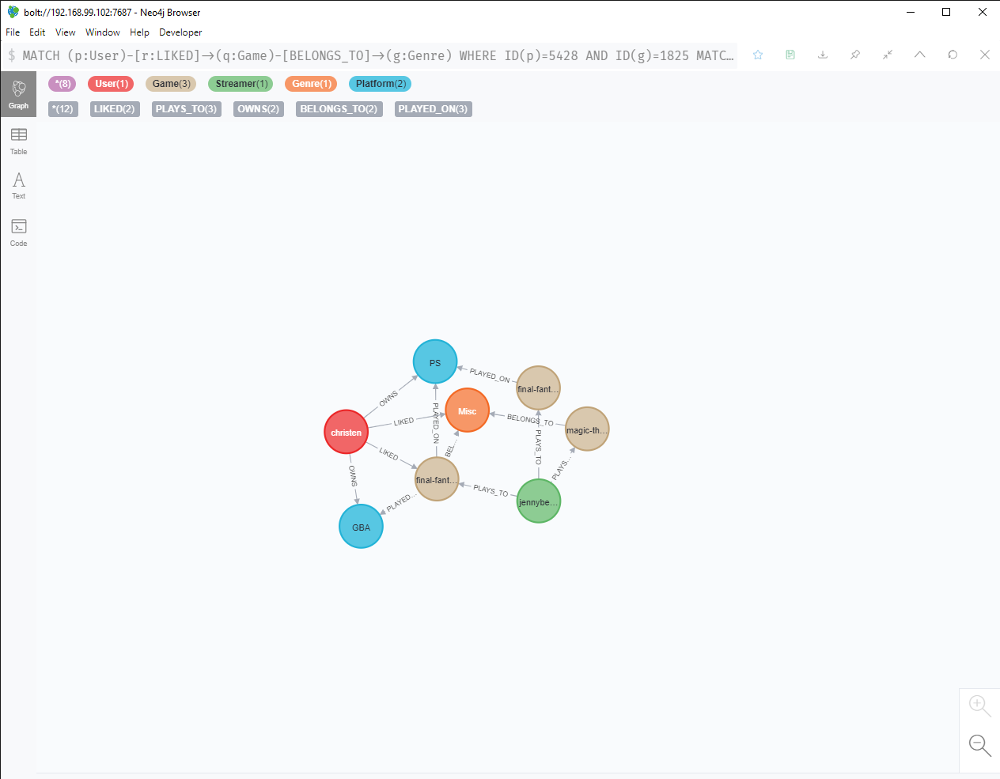 bolt://192.168.99.102:7687 - Neo4j Browser
File Edit View Window Help Developer
$ MATCH (p:User)-[r:LIKED]→(q:Game)-[BELONGS_TO]→(g:Genre) WHERE ID(p)=5428 AND ID(g)=1825 MATC…
*(8) User(1) Game(3) Streamer(1) Genre(1) Platform(2)
*(12) LIKED(2) PLAYS_TO(3) OWNS(2) BELONGS_TO(2) PLAYED_ON(3)
Graph
Table
Text
Code
PS
PLAYED_ON
final-fant…
OWNS
Misc
LIKED
PLAYED_ON
BELONGS_TO
magic-th…
christen
BEL…
PLAYS_TO
LIKED
PLAYS…
OWNS
final-fant…
PLAYS_TO
jennybe…
PLAYED…
GBA